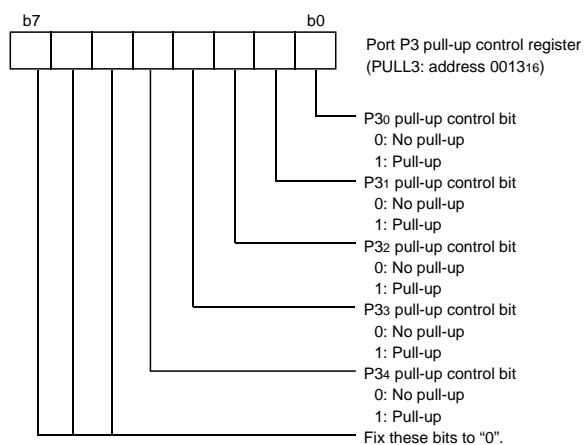 b7 b0
Port P3 pull-up control register
(PULL3: address 001316)
P30 pull-up control bit
0: No pull-up
1: Pull-up
P31 pull-up control bit
0: No pull-up
1: Pull-up
P32 pull-up control bit
0: No pull-up
1: Pull-up
P33 pull-up control bit
0: No pull-up
1: Pull-up
P34 pull-up control bit
0: No pull-up
1: Pull-up
Fix these bits to “0”.